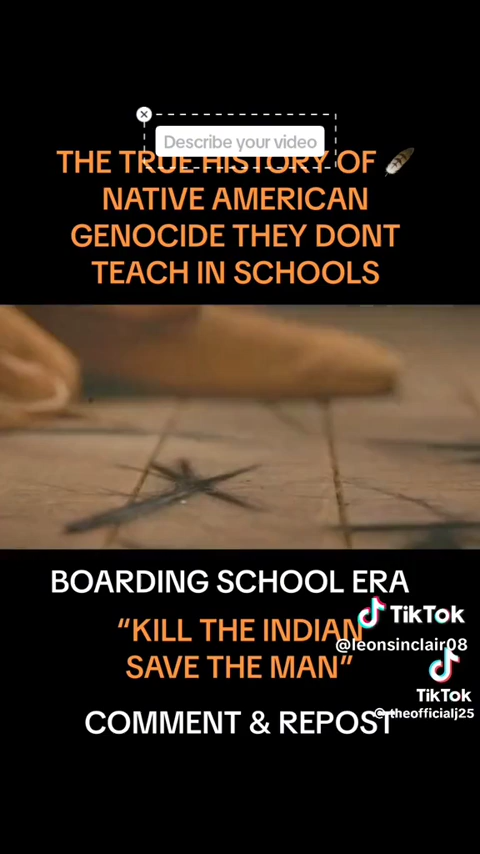 Describe your video
THE TRUE HISTORY OF
NATIVE AMERICAN
GENOCIDE THEY DONT
TEACH IN SCHOOLS
BOARDING SCHOOL ERA
“KILL THE INDIAN
SAVE THE MAN”
TikTok
@leonsinclair08
TikTok
@theofficialj25
COMMENT & REPOST